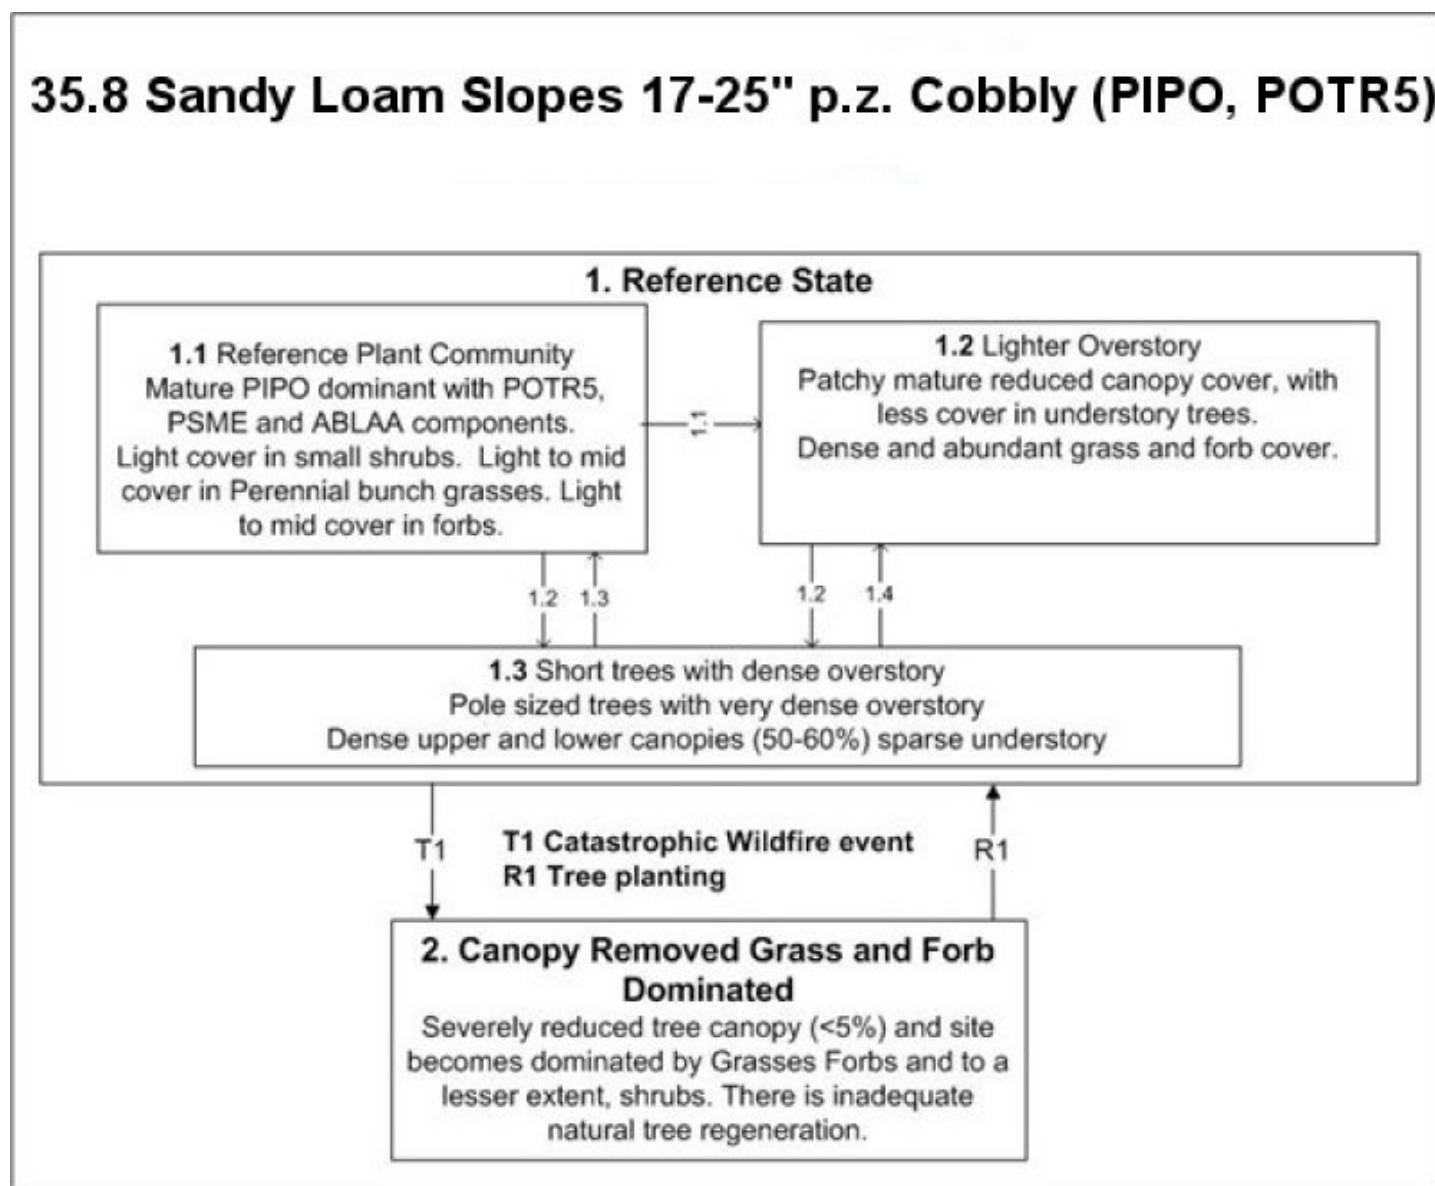 35.8 Sandy Loam Slopes 17-25" p.z. Cobbly (PIPO, POTR5)
1. Reference State
1.1 Reference Plant Community
Mature PIPO dominant with POTR5,
PSME and ABLAA components.
Light cover in small shrubs. Light to mid
cover in Perennial bunch grasses. Light
to mid cover in forbs.
1.1
1.2 Lighter Overstory
Patchy mature reduced canopy cover, with
less cover in understory trees.
Dense and abundant grass and forb cover.
1.2
1.3
1.2
1.4
1.3 Short trees with dense overstory
Pole sized trees with very dense overstory
Dense upper and lower canopies (50-60%) sparse understory
T1
T1 Catastrophic Wildfire event
R1 Tree planting
R1
2. Canopy Removed Grass and Forb
Dominated
Severely reduced tree canopy (<5%) and site
becomes dominated by Grasses Forbs and to a
lesser extent, shrubs. There is inadequate
natural tree regeneration.